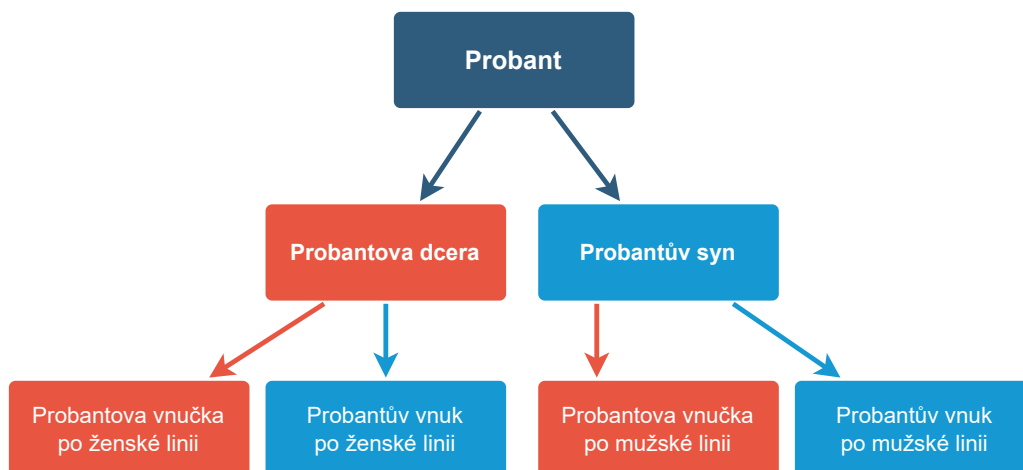 Probant
Probantova dcera
Probantův syn
Probantova vnučka
po ženské linii
Probantův vnuk
po ženské linii
Probantova vnučka
po mužské linii
Probantův vnuk
po mužské linii